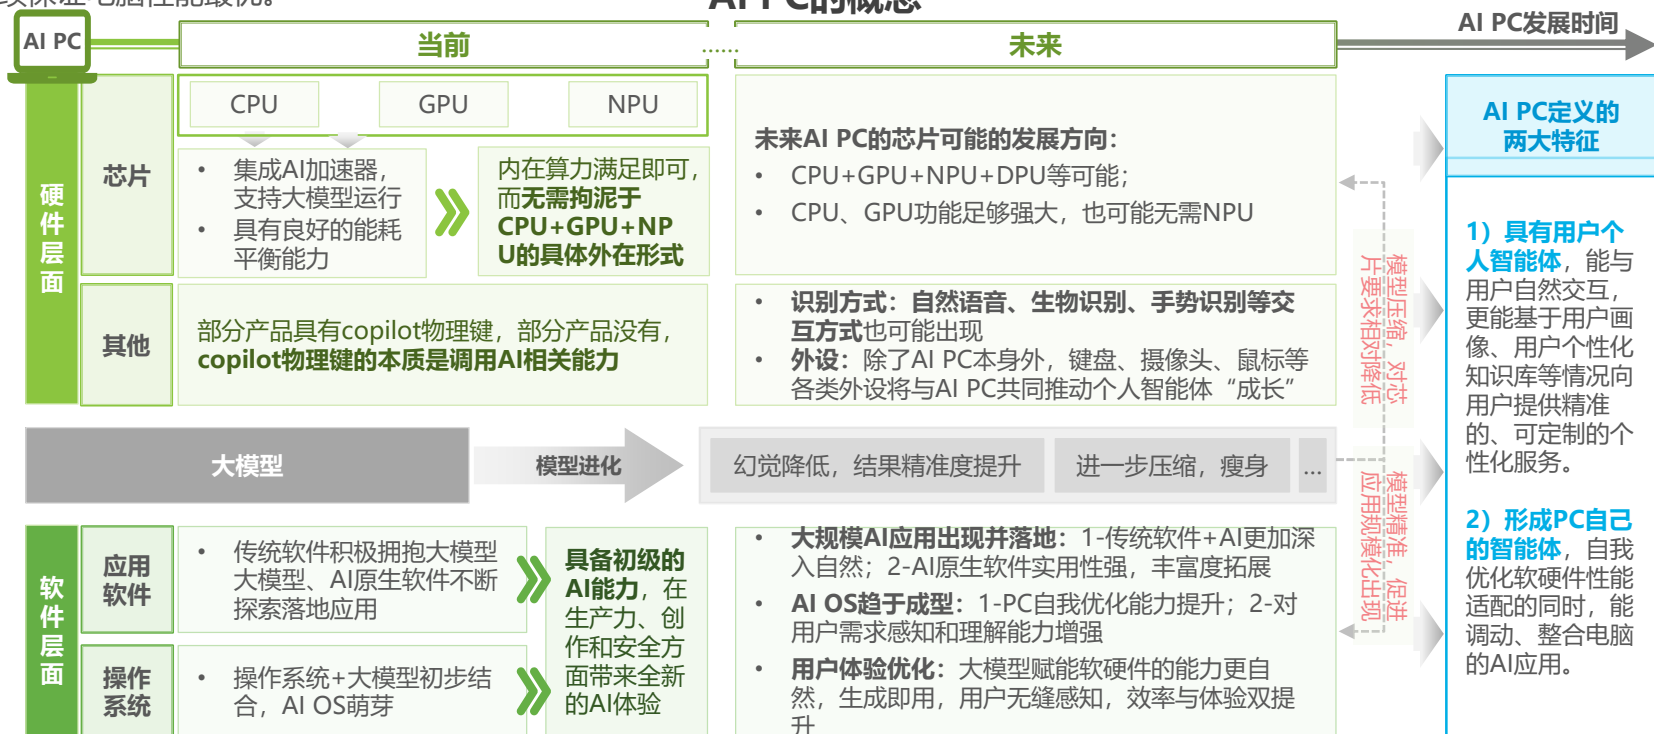 续保证电脑性能最优。
AI PC的概念
AI PC发展时间
AI PC
当前
......
未来
硬件层面
芯片
CPU
GPU
NPU
• 集成AI加速器，
支持大模型运行
• 具有良好的能耗
平衡能力
内在算力满足即可，
而无需拘泥于
CPU+GPU+NP
U的具体外在形式
未来AI PC的芯片可能的发展方向：
• CPU+GPU+NPU+DPU等可能；
• CPU、GPU功能足够强大，也可能无需NPU
其他
部分产品具有copilot物理键，部分产品没有，
copilot物理键的本质是调用AI相关能力
• 识别方式：自然语音、生物识别、手势识别等交
互方式也可能出现
• 外设：除了AI PC本身外，键盘、摄像头、鼠标等
各类外设将与AI PC共同推动个人智能体“成长”
模型压缩，对芯
片要求相对降低
大模型
模型进化
幻觉降低，结果精准度提升
进一步压缩，瘦身
...
模型精准，促进
应用规模化出现
软件层面
应用
软件
• 传统软件积极拥抱大模型
大模型、AI原生软件不断
探索落地应用
操作
系统
• 操作系统+大模型初步结
合，AI OS萌芽
具备初级的
AI能力，在
生产力、创
作和安全方
面带来全新
的AI体验
• 大规模AI应用出现并落地：1-传统软件+AI更加深
入自然；2-AI原生软件实用性强，丰富度拓展
• AI OS趋于成型：1-PC自我优化能力提升；2-对
用户需求感知和理解能力增强
• 用户体验优化：大模型赋能软硬件的能力更自
然，生成即用，用户无缝感知，效率与体验双提
升
AI PC定义的
两大特征
1）具有用户个
人智能体，能与
用户自然交互，
更能基于用户画
像、用户个性化
知识库等情况向
用户提供精准
的、可定制的个
性化服务。
2）形成PC自己
的智能体，自我
优化软硬件性能
适配的同时，能
调动、整合电脑
的AI应用。